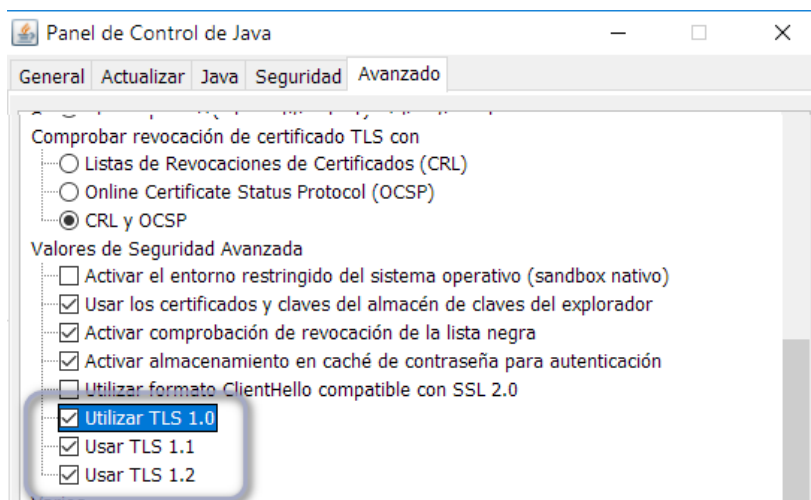 Panel de Control de Java
General Actualizar Java Seguridad Avanzado
Comprobar revocación de certificado TLS con
Listas de Revocaciones de Certificados (CRL)
Online Certificate Status Protocol (OCSP)
CRL y OCSP
Valores de Seguridad Avanzada
Activar el entorno restringido del sistema operativo (sandbox nativo)
Usar los certificados y claves del almacén de claves del explorador
Activar comprobación de revocación de la lista negra
Activar almacenamiento en caché de contraseña para autenticación
Utilizar formato ClientHello compatible con SSL 2.0
Utilizar TLS 1.0
Usar TLS 1.1
Usar TLS 1.2